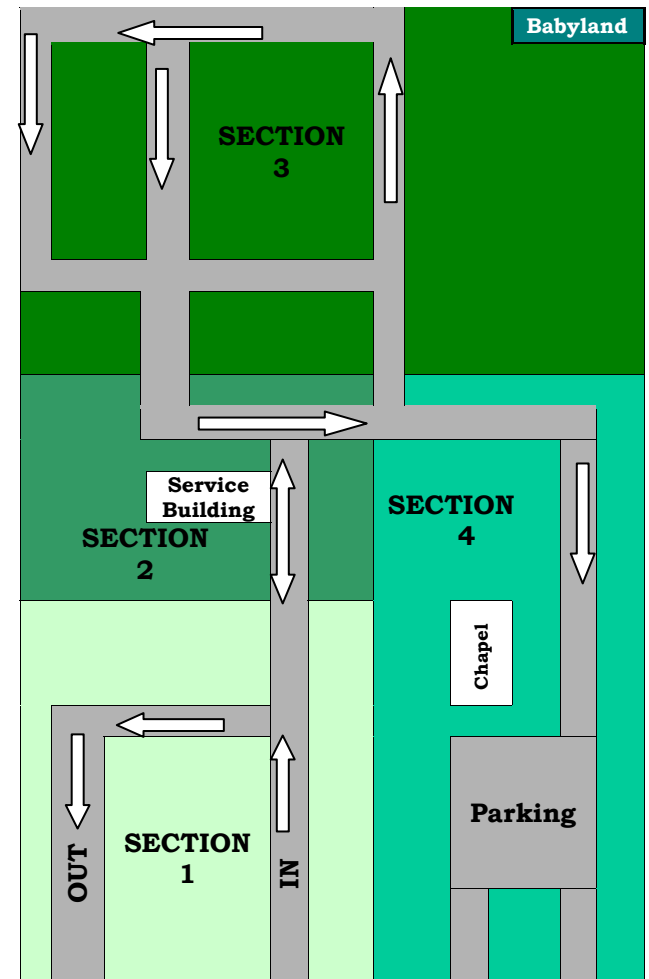 Babyland
SECTION
3
Service
Building
SECTION
2
SECTION
4
Chapel
Parking
SECTION
1
OUT
IN